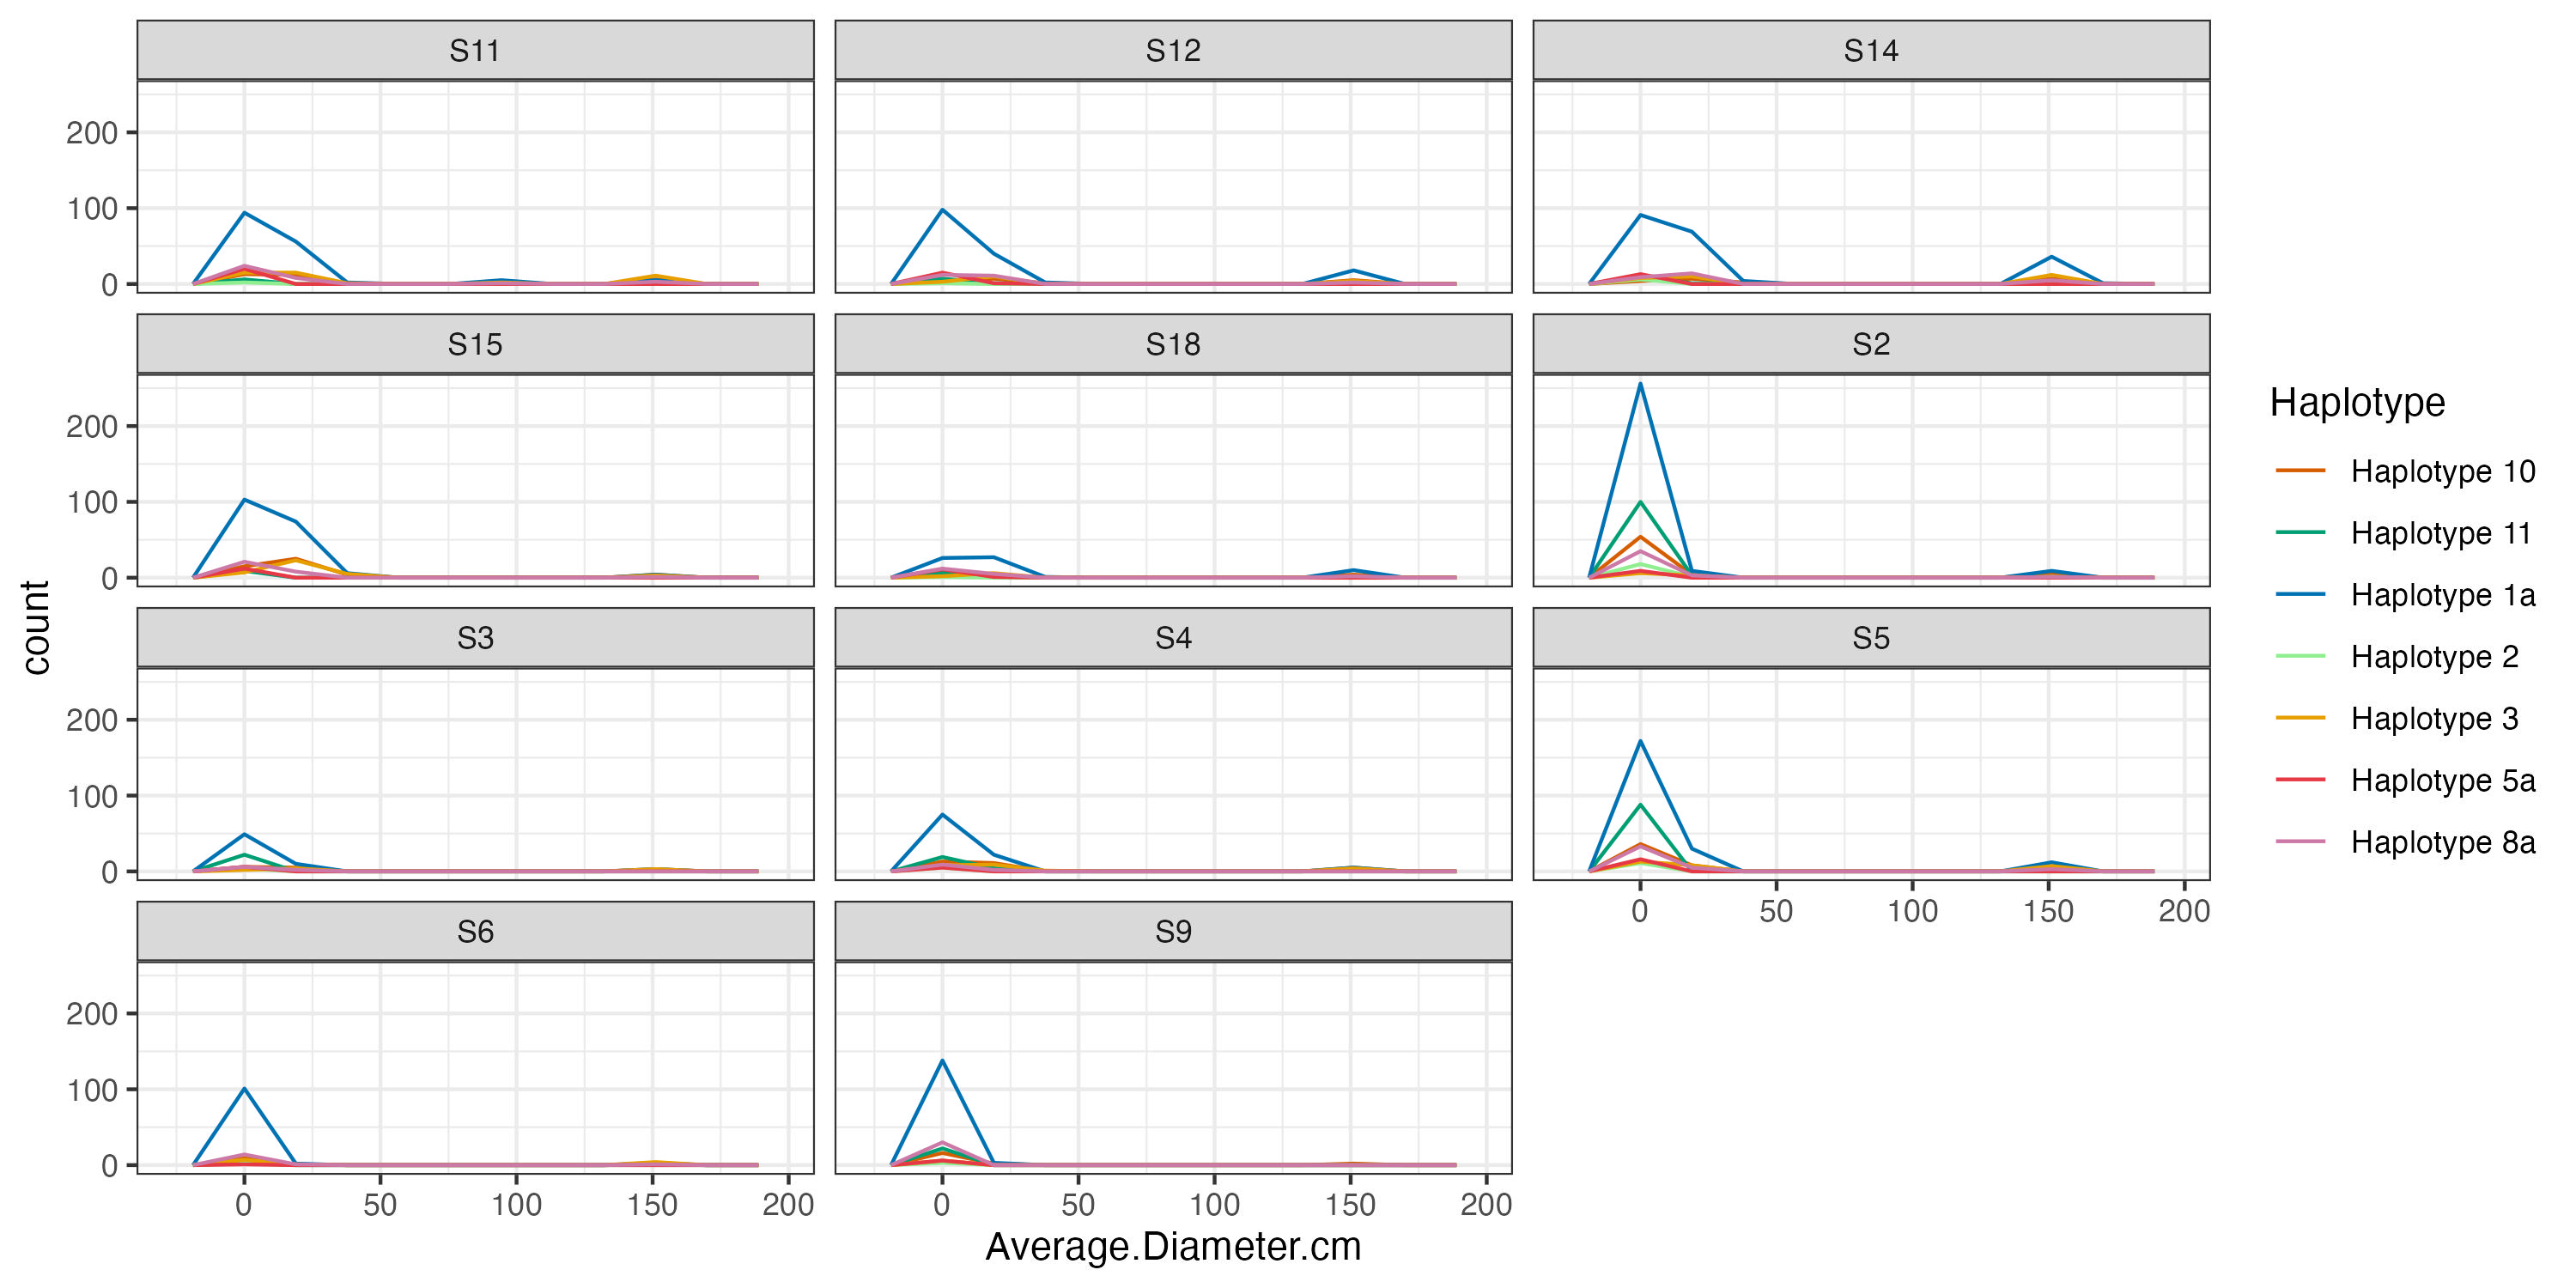 S11 S12 S14
200
100
0
S15 S18 S2
200
100
0
S3 S4 S5
200
100
0
0 50 100 150 200
S6 S9
200
100
0
0 50 100 150 200 0 50 100 150 200
count
Average.Diameter.cm
Haplotype
Haplotype 10
Haplotype 11
Haplotype 1a
Haplotype 2
Haplotype 3
Haplotype 5a
Haplotype 8a